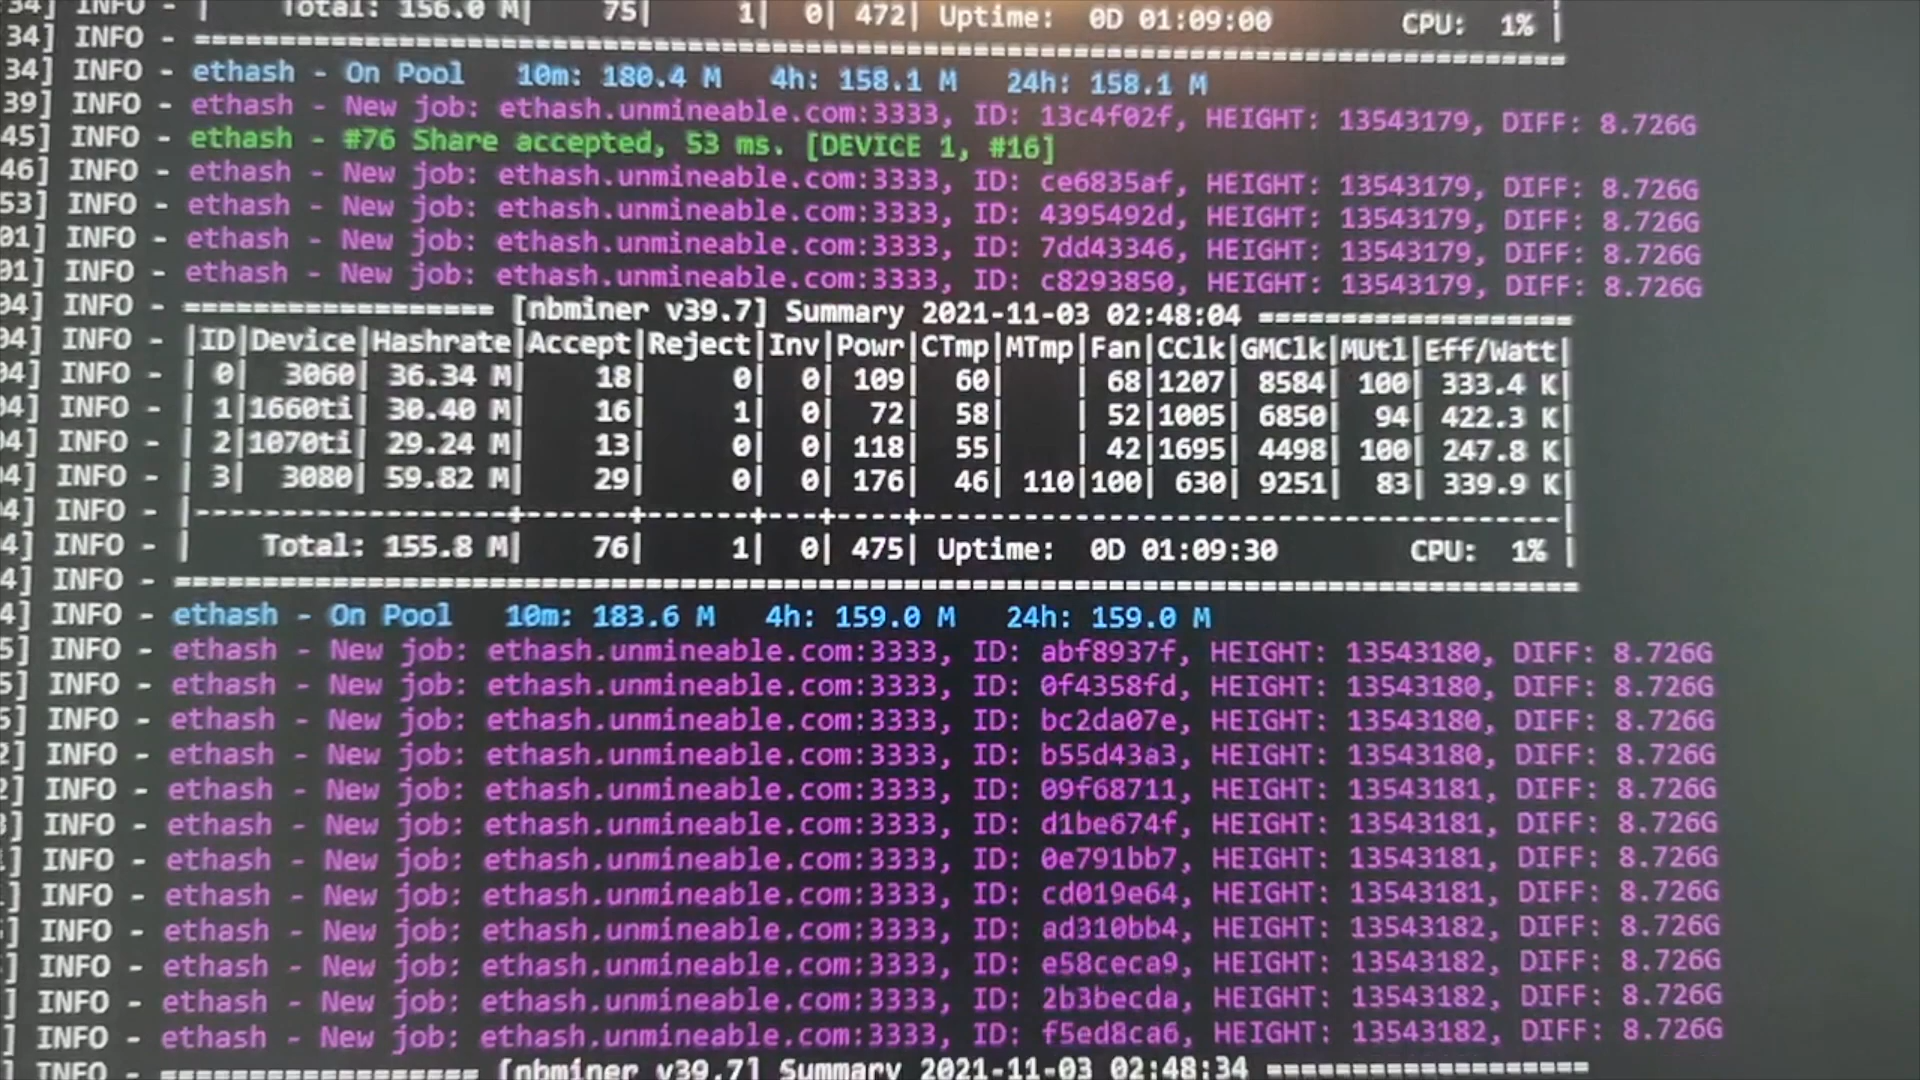 34] INFO - | Total: 156.0 M| 75| 1| 0| 472| Uptime: 0D 01:09:00 CPU: 1% |
34] INFO - ================================================
34] INFO - ethash - On Pool 10m: 180.4 M 4h: 158.1 M 24h: 158.1 M
39] INFO - ethash - New job: ethash.unmineable.com:3333, ID: 13c4f02f, HEIGHT: 13543179, DIFF: 8.726G
45] INFO - ethash - #76 Share accepted, 53 ms. [DEVICE 1, #16]
46] INFO - ethash - New job: ethash.unmineable.com:3333, ID: ce6835af, HEIGHT: 13543179, DIFF: 8.726G
53] INFO - ethash - New job: ethash.unmineable.com:3333, ID: 4395492d, HEIGHT: 13543179, DIFF: 8.726G
01] INFO - ethash - New job: ethash.unmineable.com:3333, ID: 7dd43346, HEIGHT: 13543179, DIFF: 8.726G
01] INFO - ethash - New job: ethash.unmineable.com:3333, ID: c8293850, HEIGHT: 13543179, DIFF: 8.726G
04] INFO - ================== [nbminer v39.7] Summary 2021-11-03 02:48:04 ==================
04] INFO - |ID|Device|Hashrate|Accept|Reject|Inv|Powr|CTmp|MTmp|Fan|CClk|GMClk|MUtl|Eff/Watt|
04] INFO - | 0| 3060| 36.34 M| 18| 0| 0| 109| 60| | 68|1207| 8584| 100| 333.4 K|
04] INFO - | 1|1660ti| 30.40 M| 16| 1| 0| 72| 58| | 52|1005| 6850| 94| 422.3 K|
04] INFO - | 2|1070ti| 29.24 M| 13| 0| 0| 118| 55| | 42|1695| 4498| 100| 247.8 K|
04] INFO - | 3| 3080| 59.82 M| 29| 0| 0| 176| 46| 110|100| 630| 9251| 83| 339.9 K|
04] INFO - |------------------+------+------+---+----+------------------------------------------|
4] INFO - | Total: 155.8 M| 76| 1| 0| 475| Uptime: 0D 01:09:30 CPU: 1% |
4] INFO - ================================================
4] INFO - ethash - On Pool 10m: 183.6 M 4h: 159.0 M 24h: 159.0 M
5] INFO - ethash - New job: ethash.unmineable.com:3333, ID: abf8937f, HEIGHT: 13543180, DIFF: 8.726G
5] INFO - ethash - New job: ethash.unmineable.com:3333, ID: 0f4358fd, HEIGHT: 13543180, DIFF: 8.726G
5] INFO - ethash - New job: ethash.unmineable.com:3333, ID: bc2da07e, HEIGHT: 13543180, DIFF: 8.726G
2] INFO - ethash - New job: ethash.unmineable.com:3333, ID: b55d43a3, HEIGHT: 13543180, DIFF: 8.726G
2] INFO - ethash - New job: ethash.unmineable.com:3333, ID: 09f68711, HEIGHT: 13543181, DIFF: 8.726G
] INFO - ethash - New job: ethash.unmineable.com:3333, ID: d1be674f, HEIGHT: 13543181, DIFF: 8.726G
] INFO - ethash - New job: ethash.unmineable.com:3333, ID: 0e791bb7, HEIGHT: 13543181, DIFF: 8.726G
] INFO - ethash - New job: ethash.unmineable.com:3333, ID: cd019e64, HEIGHT: 13543181, DIFF: 8.726G
] INFO - ethash - New job: ethash.unmineable.com:3333, ID: ad310bb4, HEIGHT: 13543182, DIFF: 8.726G
] INFO - ethash - New job: ethash.unmineable.com:3333, ID: e58ceca9, HEIGHT: 13543182, DIFF: 8.726G
] INFO - ethash - New job: ethash.unmineable.com:3333, ID: 2b3becda, HEIGHT: 13543182, DIFF: 8.726G
] INFO - ethash - New job: ethash.unmineable.com:3333, ID: f5ed8ca6, HEIGHT: 13543182, DIFF: 8.726G
] INFO - ================== [nbminer v39.7] Summary 2021-11-03 02:48:34 ==================